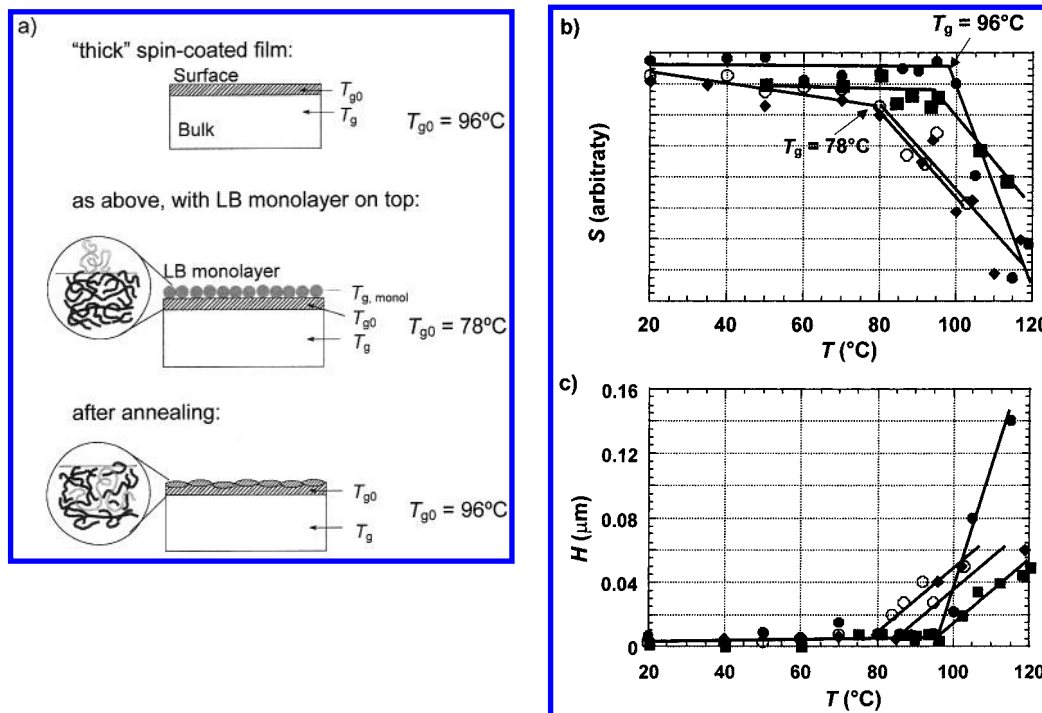 a)
“thick” spin-coated film:
Surface
Tg0
Tg
Bulk
Tg0 = 96ºC
as above, with LB monolayer on top:
LB monolayer
Tg, monol
Tg0
Tg
Tg0 = 78ºC
after annealing:
Tg0
Tg
Tg0 = 96ºC
b)
Tg = 96°C
Tg = 78°C
S (arbitraty)
20 40 60 80 100 120
T (°C)
c)
0.16
0.12
0.08
0.04
0
H (µm)
20 40 60 80 100 120
T (°C)